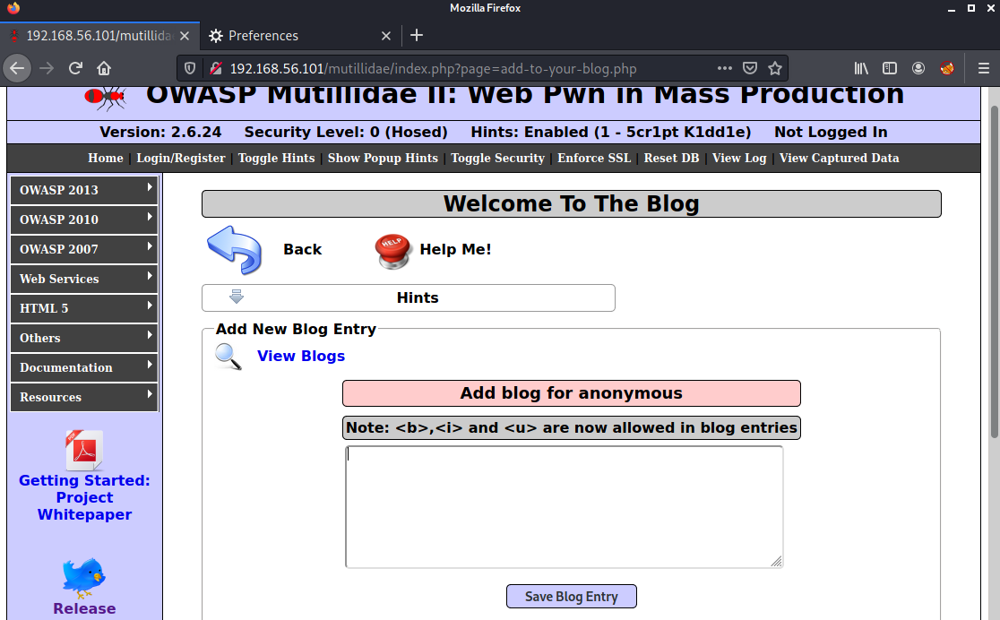 Mozilla Firefox
192.168.56.101/mutillida
Preferences
192.168.56.101/mutillidae/index.php?page=add-to-your-blog.php
OWASP Mutillidae II: Web Pwn in Mass Production
Version: 2.6.24 Security Level: 0 (Hosed) Hints: Enabled (1 - 5cr1pt K1dd1e) Not Logged In
Home | Login/Register | Toggle Hints | Show Popup Hints | Toggle Security | Enforce SSL | Reset DB | View Log | View Captured Data
OWASP 2013
OWASP 2010
OWASP 2007
Web Services
HTML 5
Others
Documentation
Resources
PDF
Getting Started:
Project
Whitepaper
Release
Welcome To The Blog
Back
HELP
Help Me!
Hints
Add New Blog Entry
View Blogs
Add blog for anonymous
Note: <b>,<i> and <u> are now allowed in blog entries
Save Blog Entry